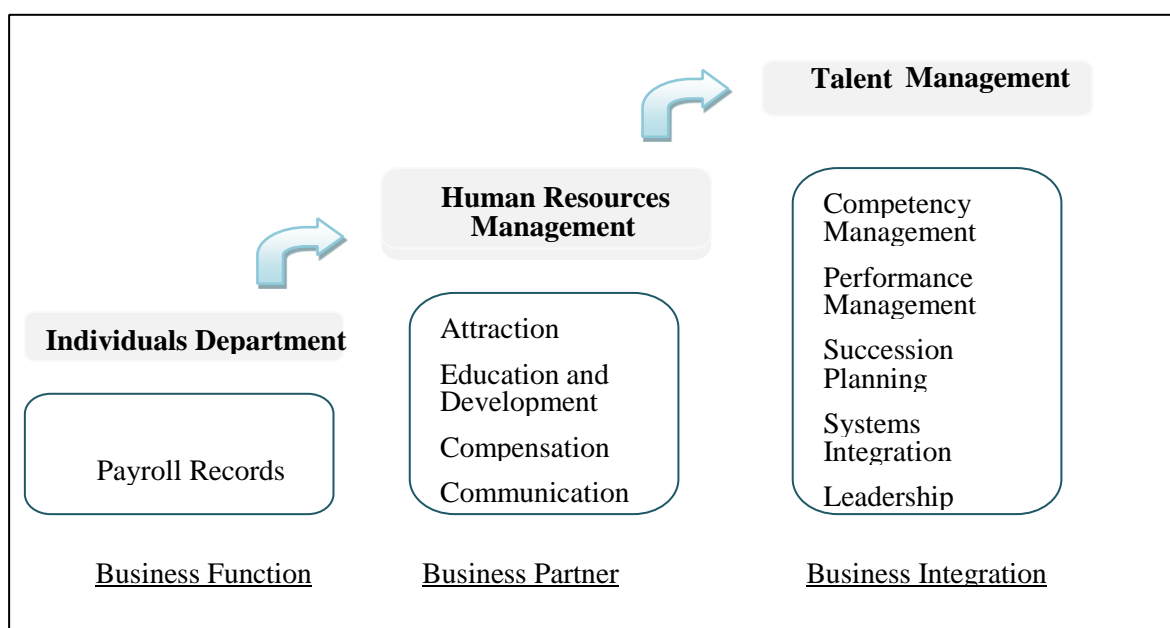 Talent Management
Human Resources
Management
Individuals Department
Payroll Records
Attraction
Education and
Development
Compensation
Communication
Competency
Management
Performance
Management
Succession
Planning
Systems
Integration
Leadership
Business Function
Business Partner
Business Integration